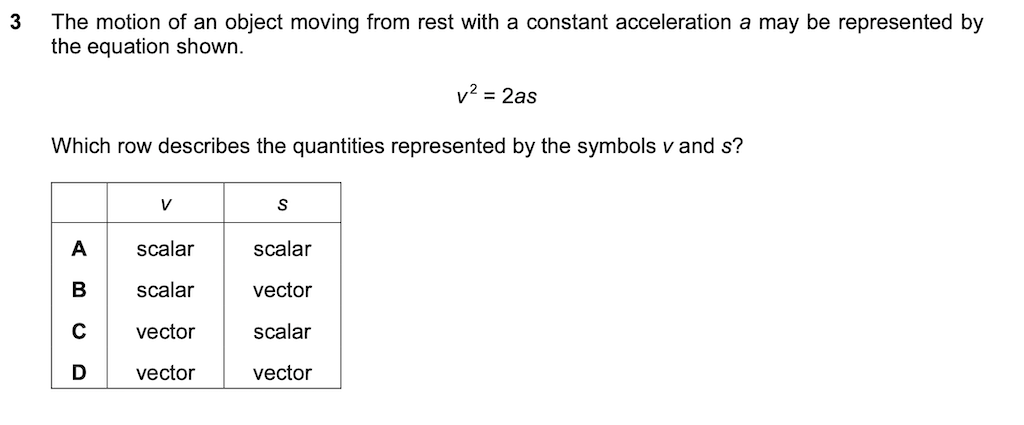 3 The motion of an object moving from rest with a constant acceleration a may be represented by
the equation shown.
v² = 2as
Which row describes the quantities represented by the symbols v and s?
v s
A scalar scalar
B scalar vector
C vector scalar
D vector vector